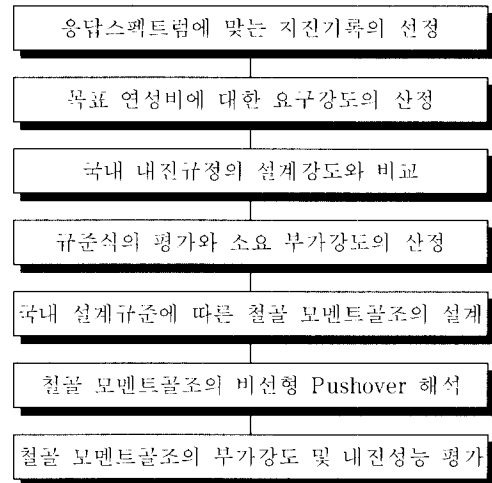 응답스펙트럼에 맞는 지진기록의 선정
목표 연성비에 대한 요구강도의 산정
국내 내진규정의 설계강도와 비교
규준식의 평가와 소요 부가강도의 산정
국내 설계규준에 따른 철골 모멘트골조의 설계
철골 모멘트골조의 비선형 Pushover 해석
철골 모멘트골조의 부가강도 및 내진성능 평가